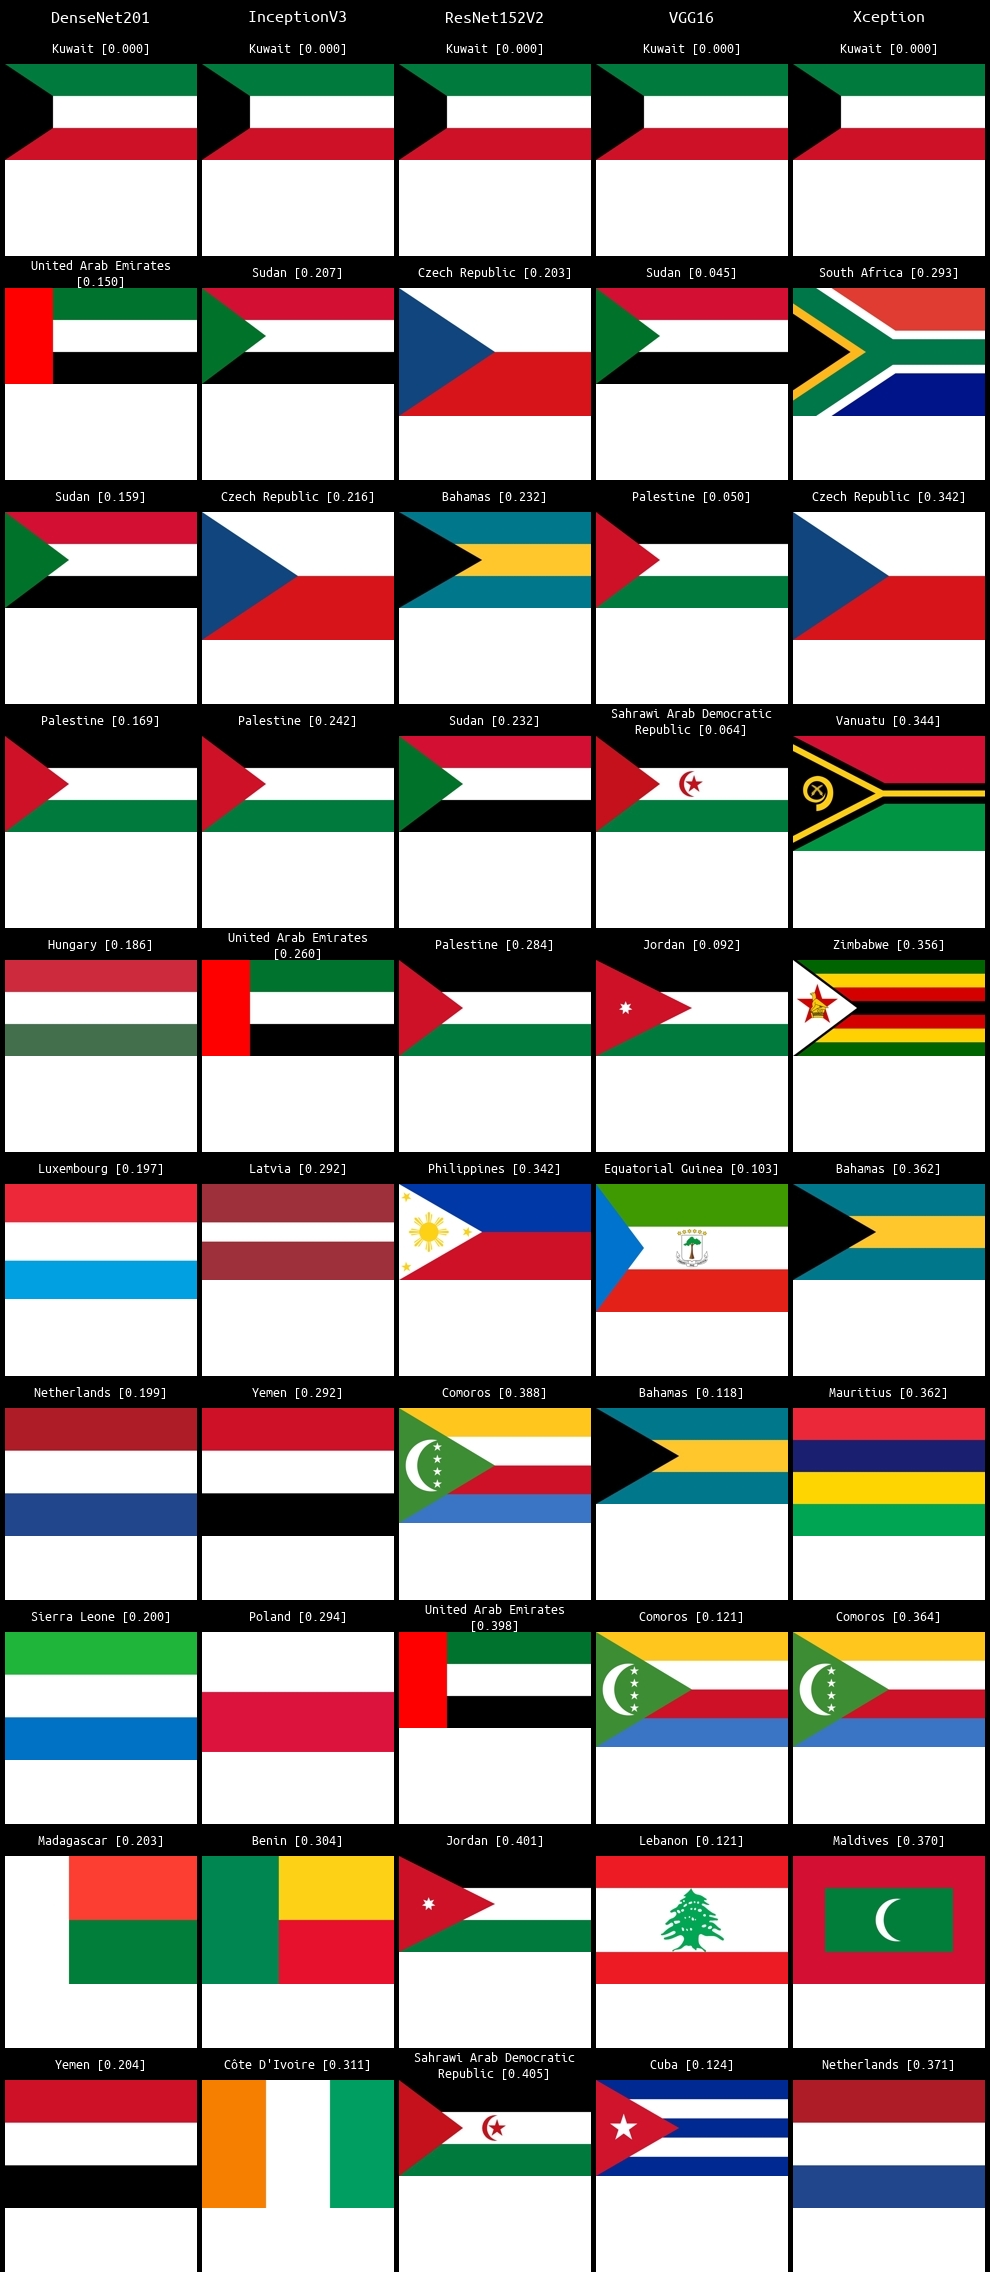 DenseNet201 InceptionV3 ResNet152V2 VGG16 Xception
Kuwait [0.000] Kuwait [0.000] Kuwait [0.000] Kuwait [0.000] Kuwait [0.000]
United Arab Emirates
[0.150] Sudan [0.207] Czech Republic [0.203] Sudan [0.045] South Africa [0.293]
Sudan [0.159] Czech Republic [0.216] Bahamas [0.232] Palestine [0.050] Czech Republic [0.342]
Palestine [0.169] Palestine [0.242] Sudan [0.232] Sahrawi Arab Democratic
Republic [0.064] Vanuatu [0.344]
Hungary [0.186] United Arab Emirates
[0.260] Palestine [0.284] Jordan [0.092] Zimbabwe [0.356]
Luxembourg [0.197] Latvia [0.292] Philippines [0.342] Equatorial Guinea [0.103] Bahamas [0.362]
Netherlands [0.199] Yemen [0.292] Comoros [0.388] Bahamas [0.118] Mauritius [0.362]
Sierra Leone [0.200] Poland [0.294] United Arab Emirates
[0.398] Comoros [0.121] Comoros [0.364]
Madagascar [0.203] Benin [0.304] Jordan [0.401] Lebanon [0.121] Maldives [0.370]
Yemen [0.204] Côte D'Ivoire [0.311] Sahrawi Arab Democratic
Republic [0.405] Cuba [0.124] Netherlands [0.371]